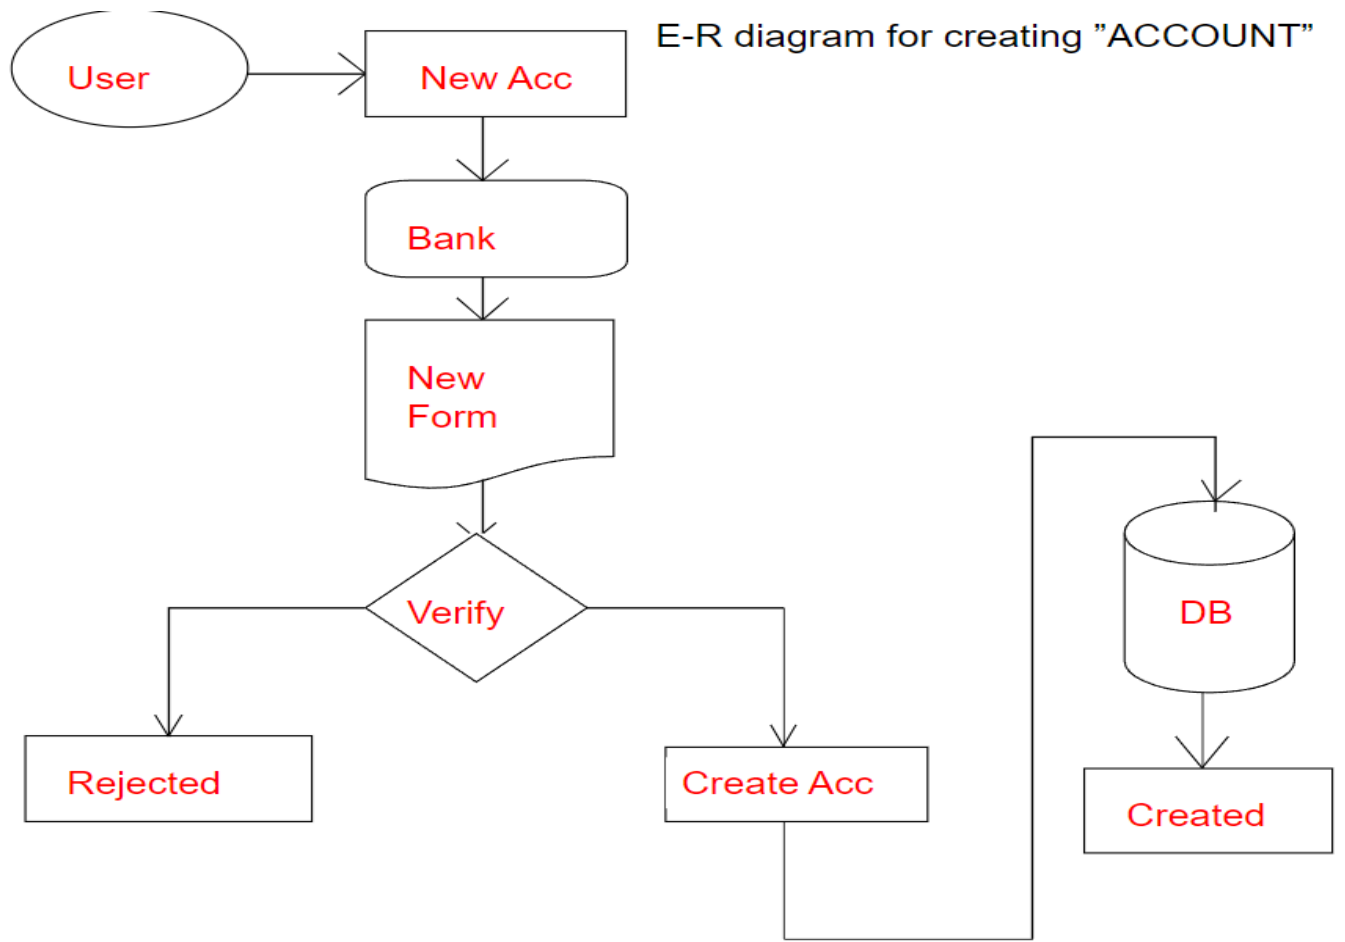 E-R diagram for creating ”ACCOUNT”
User
New Acc
Bank
New
Form
Verify
DB
Rejected
Create Acc
Created